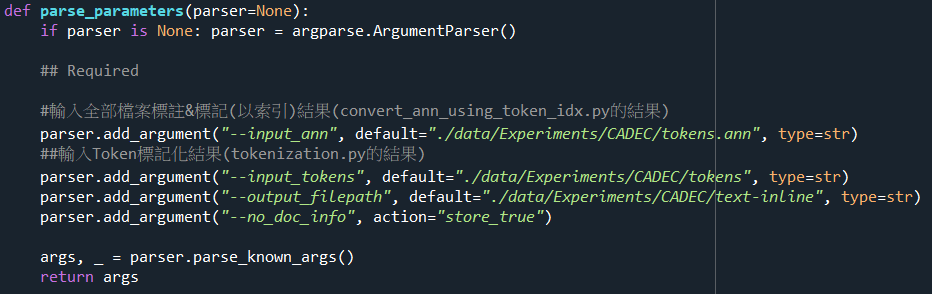 def parse_parameters(parser=None):
    if parser is None: parser = argparse.ArgumentParser()
    ## Required
    #輸入全部檔案標註&標記(以索引)結果(convert_ann_using_token_idx.py的結果)
    parser.add_argument("--input_ann", default="./data/Experiments/CADEC/tokens.ann", type=str)
    ##輸入Token標記化結果(tokenization.py的結果)
    parser.add_argument("--input_tokens", default="./data/Experiments/CADEC/tokens", type=str)
    parser.add_argument("--output_filepath", default="./data/Experiments/CADEC/text-inline", type=str)
    parser.add_argument("--no_doc_info", action="store_true")
    args, _ = parser.parse_known_args()
    return args